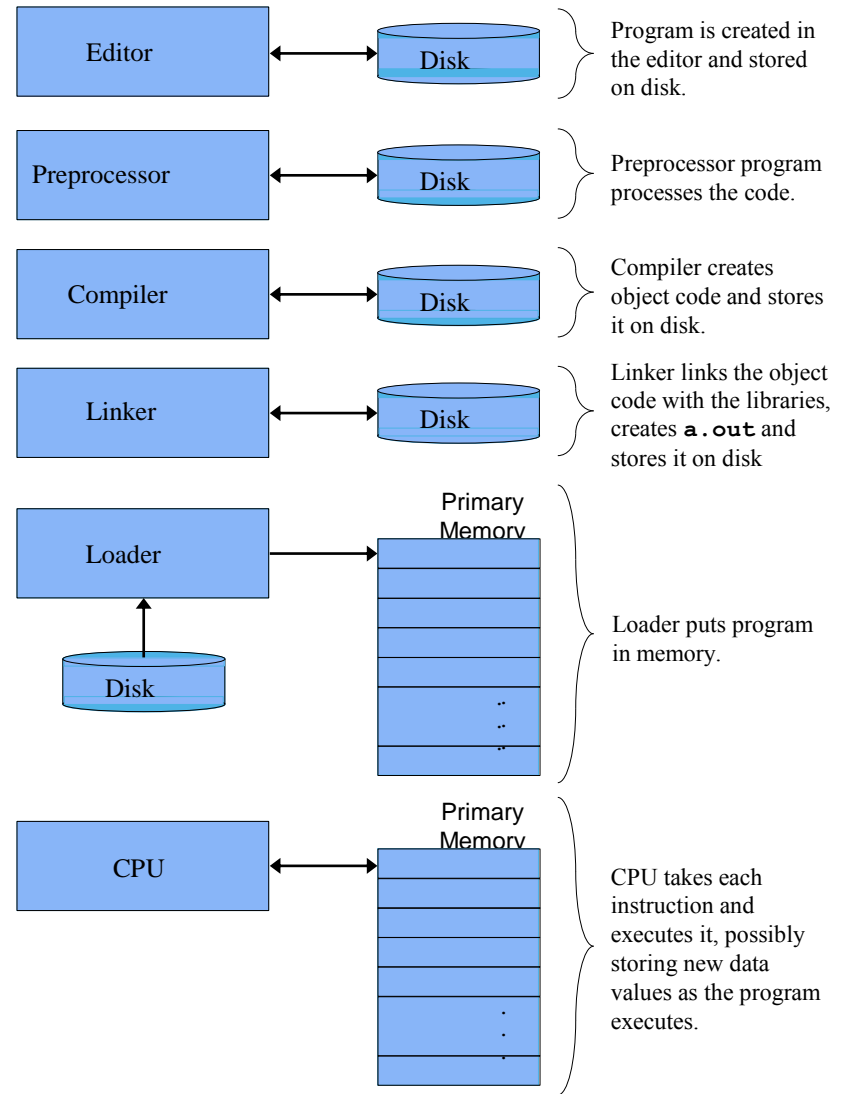 Editor
Disk
Program is created in
the editor and stored
on disk.
Preprocessor
Disk
Preprocessor program
processes the code.
Compiler
Disk
Compiler creates
object code and stores
it on disk.
Linker
Disk
Linker links the object
code with the libraries,
creates a.out and
stores it on disk
Loader
Disk
Primary
Memory
Loader puts program
in memory.
CPU
Primary
Memory
CPU takes each
instruction and
executes it, possibly
storing new data
values as the program
executes.